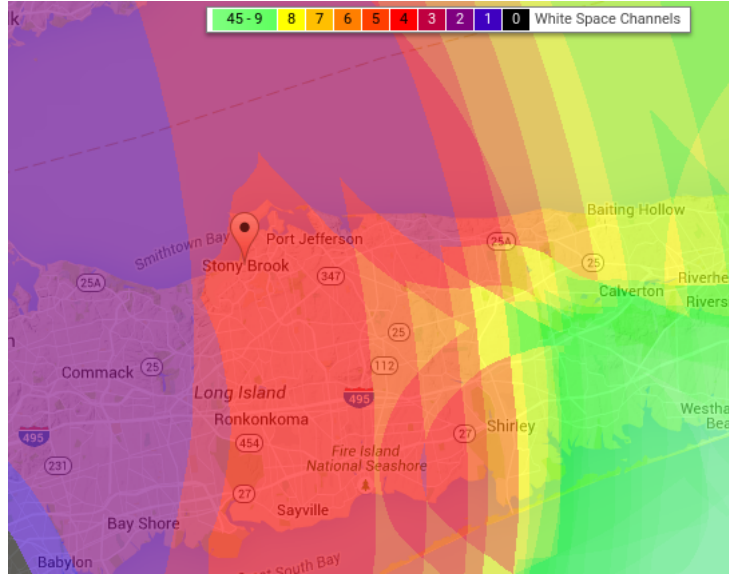 lk
45 - 9 8 7 6 5 4 3 2 1 0 White Space Channels
Baiting Hollow
Smithtown Bay
Port Jefferson
25A
Stony Brook
25
347
25A
Riverhe
Calverton
Rivers
n
25
Commack
25
112
Long Island
495
Westha
Bea
Ronkonkoma
Shirley
495
454
27
Fire Island
National Seashore
231
27
Sayville
Bay Shore
Great South Bay
Babylon